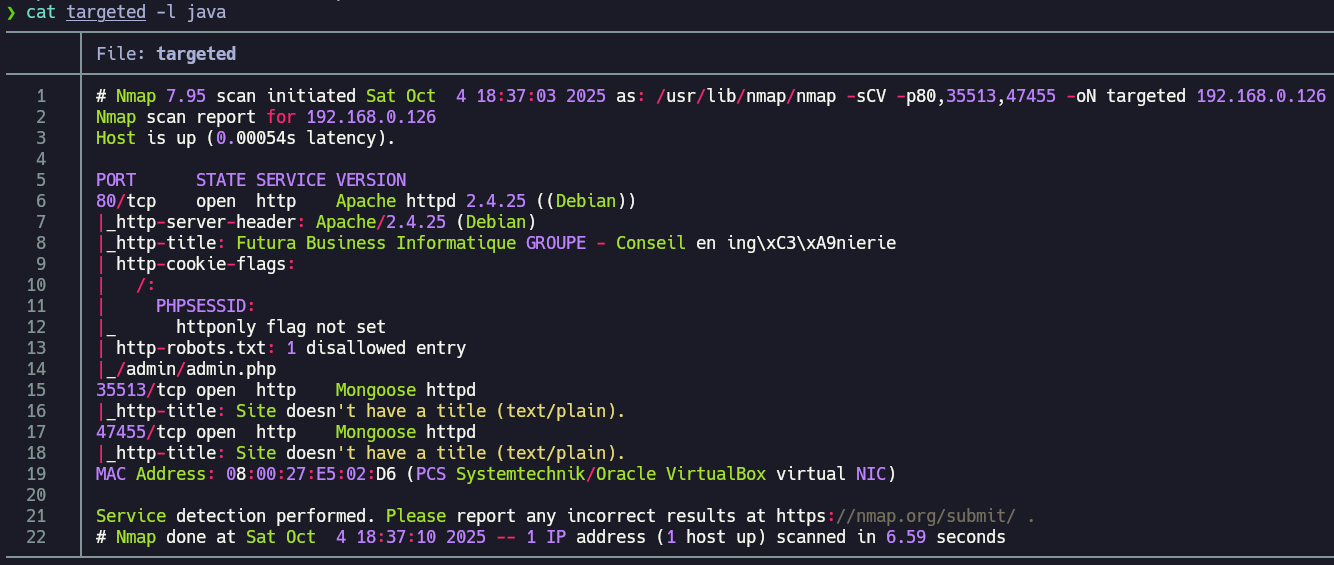 ❯ cat targeted -l java
File: targeted
1 # Nmap 7.95 scan initiated Sat Oct  4 18:37:03 2025 as: /usr/lib/nmap/nmap -sCV -p80,35513,47455 -oN targeted 192.168.0.126
2 Nmap scan report for 192.168.0.126
3 Host is up (0.00054s latency).
4
5 PORT      STATE SERVICE VERSION
6 80/tcp    open  http    Apache httpd 2.4.25 ((Debian))
7 |_http-server-header: Apache/2.4.25 (Debian)
8 |_http-title: Futura Business Informatique GROUPE - Conseil en ing\xC3\xA9nierie
9 | http-cookie-flags:
10 |   /:
11 |     PHPSESSID:
12 |_      httponly flag not set
13 | http-robots.txt: 1 disallowed entry
14 |_/admin/admin.php
15 35513/tcp open  http    Mongoose httpd
16 |_http-title: Site doesn't have a title (text/plain).
17 47455/tcp open  http    Mongoose httpd
18 |_http-title: Site doesn't have a title (text/plain).
19 MAC Address: 08:00:27:E5:02:D6 (PCS Systemtechnik/Oracle VirtualBox virtual NIC)
20
21 Service detection performed. Please report any incorrect results at https://nmap.org/submit/ .
22 # Nmap done at Sat Oct  4 18:37:10 2025 -- 1 IP address (1 host up) scanned in 6.59 seconds